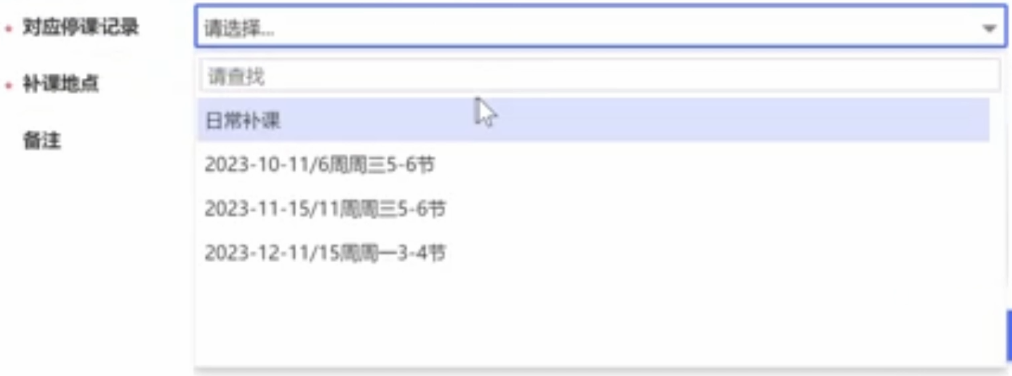 * 对应停课记录 请选择...
请查找
* 补课地点
日常补课
备注
2023-10-11/6周周三5-6节
2023-11-15/11周周三5-6节
2023-12-11/15周周一3-4节